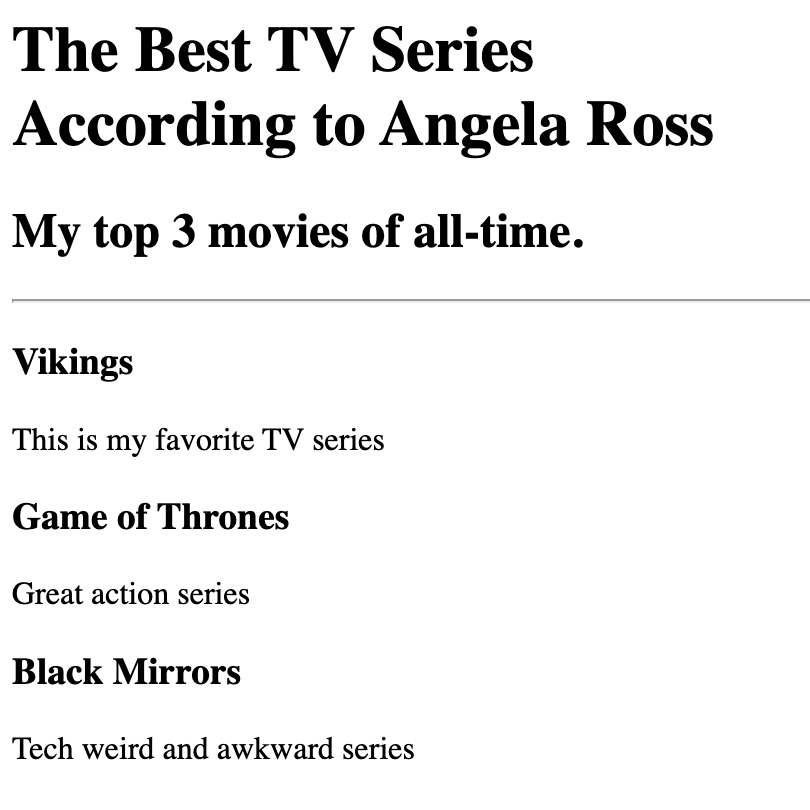 The Best TV Series
According to Angela Ross
My top 3 movies of all-time.
Vikings
This is my favorite TV series
Game of Thrones
Great action series
Black Mirrors
Tech weird and awkward series